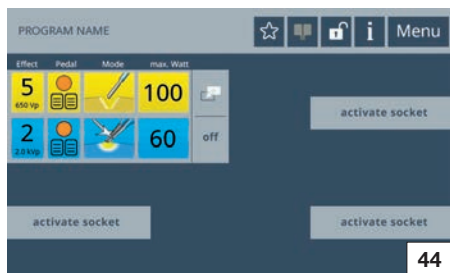 PROGRAM NAME
i
Menu
Effect Pedal Mode max. Watt
5
650 Vp
100
activate socket
2
2.0 kVp
60
off
activate socket
activate socket
44